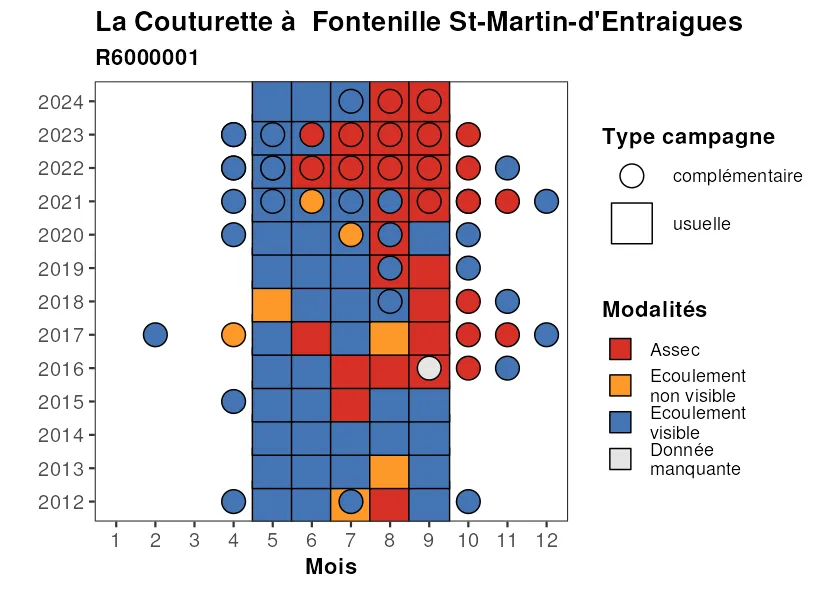 La Couturette à  Fontenille St-Martin-d'Entraigues
R6000001
2024
2023
2022
2021
2020
2019
2018
2017
2016
2015
2014
2013
2012
1 2 3 4 5 6 7 8 9 10 11 12
Mois
Type campagne
complémentaire
usuelle
Modalités
Assec
Ecoulement
non visible
Ecoulement
visible
Donnée
manquante